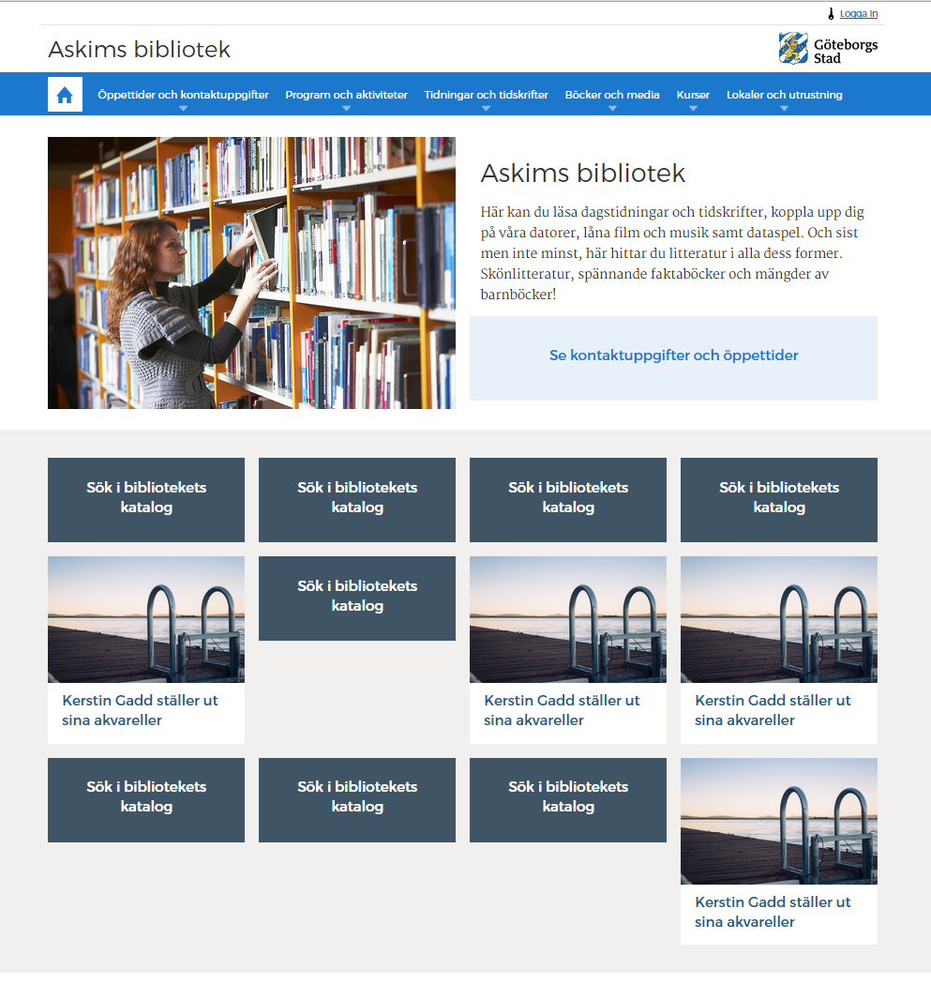 Logga in
Askims bibliotek
Göteborgs
Stad
Öppettider och kontaktuppgifter Program och aktiviteter Tidningar och tidskrifter Böcker och media Kurser Lokaler och utrustning
Askims bibliotek
Här kan du läsa dagstidningar och tidskrifter, koppla upp dig
på våra datorer, låna film och musik samt dataspel. Och sist
men inte minst, här hittar du litteratur i alla dess former.
Skönlitteratur, spännande faktaböcker och mängder av
barnböcker!
Se kontaktuppgifter och öppettider
Sök i bibliotekets
katalog
Sök i bibliotekets
katalog
Sök i bibliotekets
katalog
Sök i bibliotekets
katalog
Kerstin Gadd ställer ut
sina akvareller
Sök i bibliotekets
katalog
Kerstin Gadd ställer ut
sina akvareller
Kerstin Gadd ställer ut
sina akvareller
Sök i bibliotekets
katalog
Sök i bibliotekets
katalog
Sök i bibliotekets
katalog
Kerstin Gadd ställer ut
sina akvareller